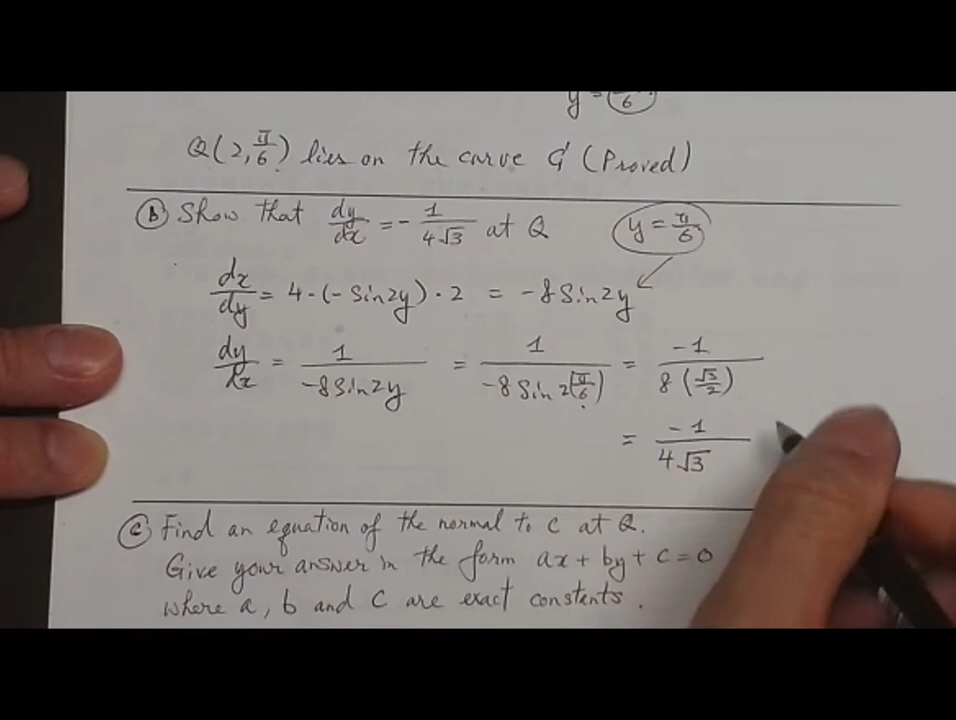 y = π/6
Q(2, π/6) lies on the curve C (Proved)
(b) Show that dy/dx = - 1/4√3 at Q y = π/6
dx/dy = 4·(-Sin2y)·2 = -8Sin2y
dy/dx = 1/-8Sin2y = 1/-8Sin2(π/6) = -1/8(√3/2)
= -1/4√3
(c) Find an equation of the normal to C at Q.
Give your answer in the form ax + by + c = 0
where a, b and c are exact constants.